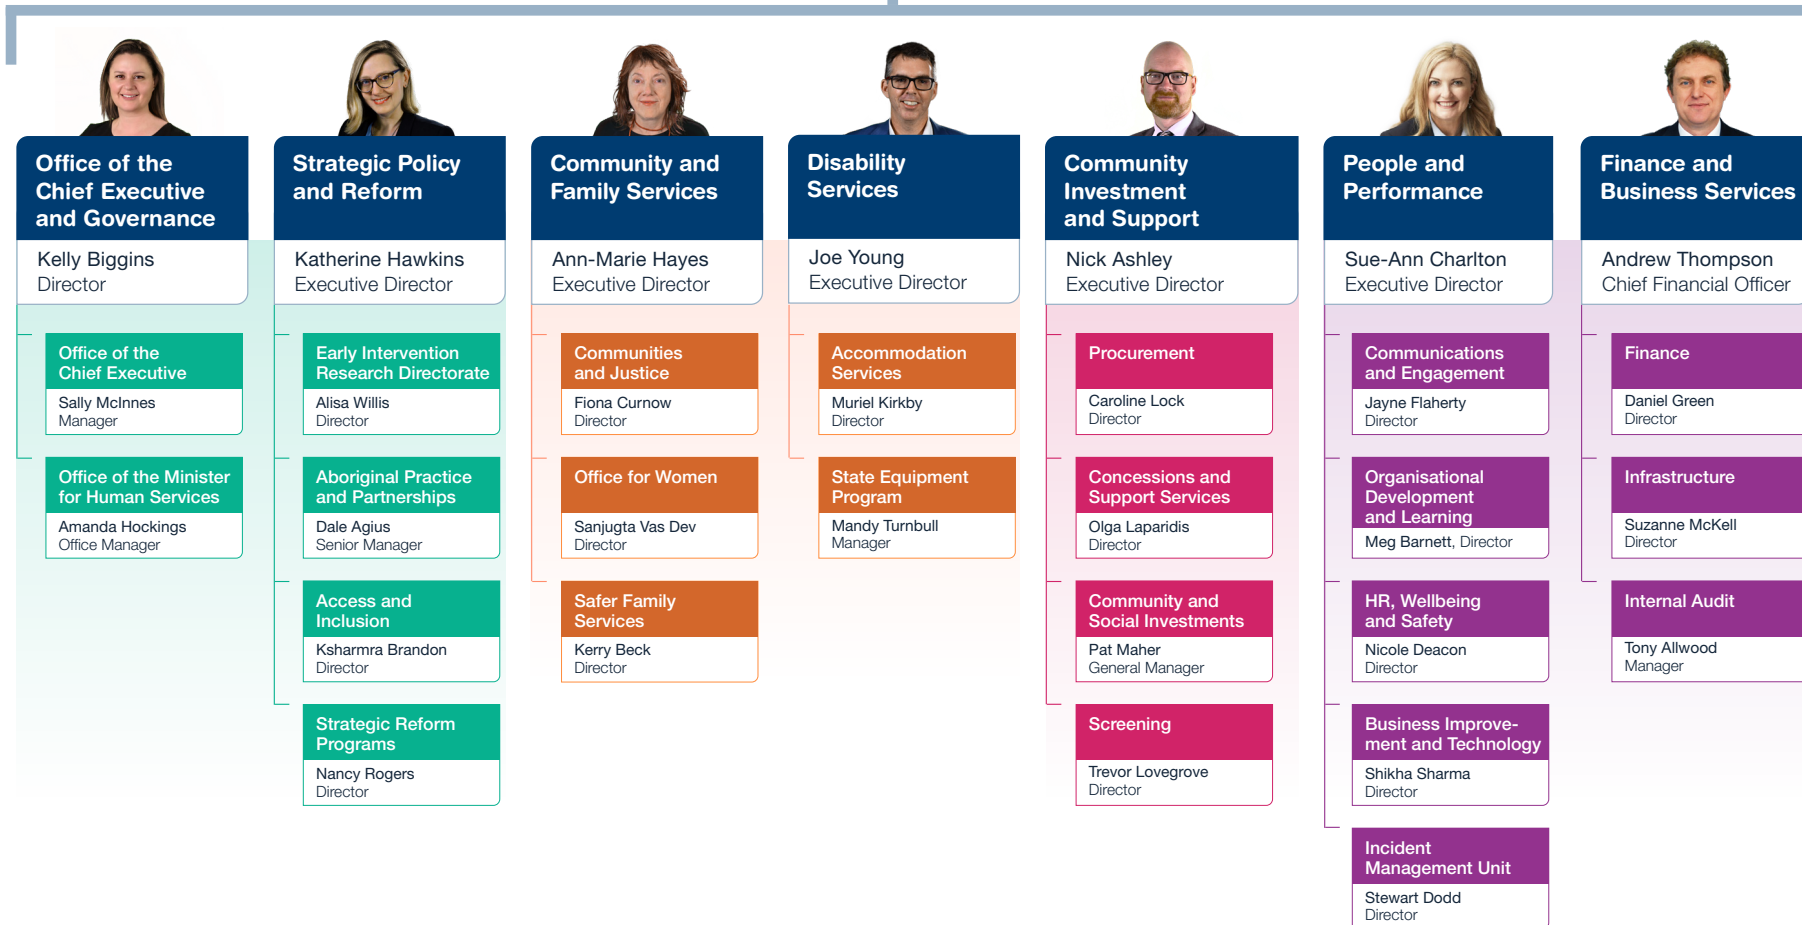 Office of the
Chief Executive
and Governance
Kelly Biggins
Director
Office of the
Chief Executive
Sally McInnes
Manager
Office of the Minister
for Human Services
Amanda Hockings
Office Manager
Strategic Policy
and Reform
Katherine Hawkins
Executive Director
Early Intervention
Research Directorate
Alisa Willis
Director
Aboriginal Practice
and Partnerships
Dale Agius
Senior Manager
Access and
Inclusion
Ksharmra Brandon
Director
Strategic Reform
Programs
Nancy Rogers
Director
Community and
Family Services
Ann-Marie Hayes
Executive Director
Communities
and Justice
Fiona Curnow
Director
Office for Women
Sanjugta Vas Dev
Director
Safer Family
Services
Kerry Beck
Director
Disability
Services
Joe Young
Executive Director
Accommodation
Services
Muriel Kirkby
Director
State Equipment
Program
Mandy Turnbull
Manager
Community
Investment
and Support
Nick Ashley
Executive Director
Procurement
Caroline Lock
Director
Concessions and
Support Services
Olga Laparidis
Director
Community and
Social Investments
Pat Maher
General Manager
Screening
Trevor Lovegrove
Director
People and
Performance
Sue-Ann Charlton
Executive Director
Communications
and Engagement
Jayne Flaherty
Director
Organisational
Development
and Learning
Meg Barnett, Director
HR, Wellbeing
and Safety
Nicole Deacon
Director
Business Improve-
ment and Technology
Shikha Sharma
Director
Incident
Management Unit
Stewart Dodd
Director
Finance and
Business Services
Andrew Thompson
Chief Financial Officer
Finance
Daniel Green
Director
Infrastructure
Suzanne McKell
Director
Internal Audit
Tony Allwood
Manager